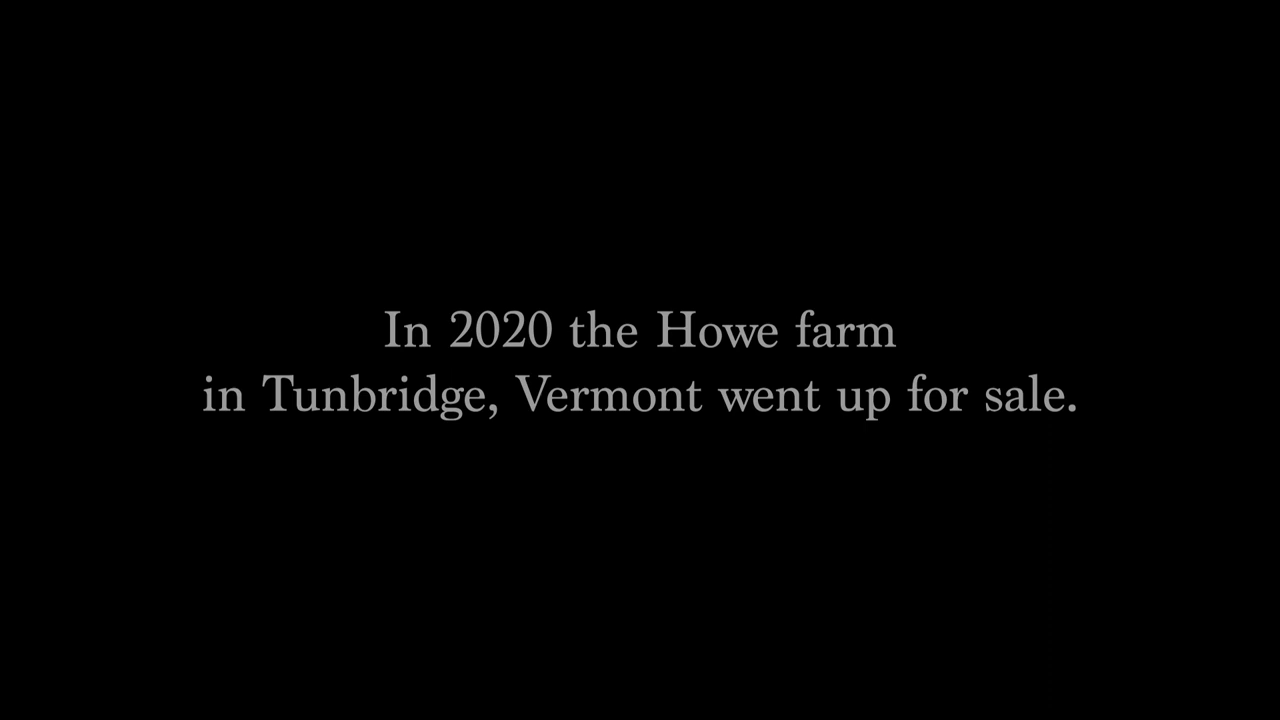 In 2020 the Howe farm
in Tunbridge, Vermont went up for sale.